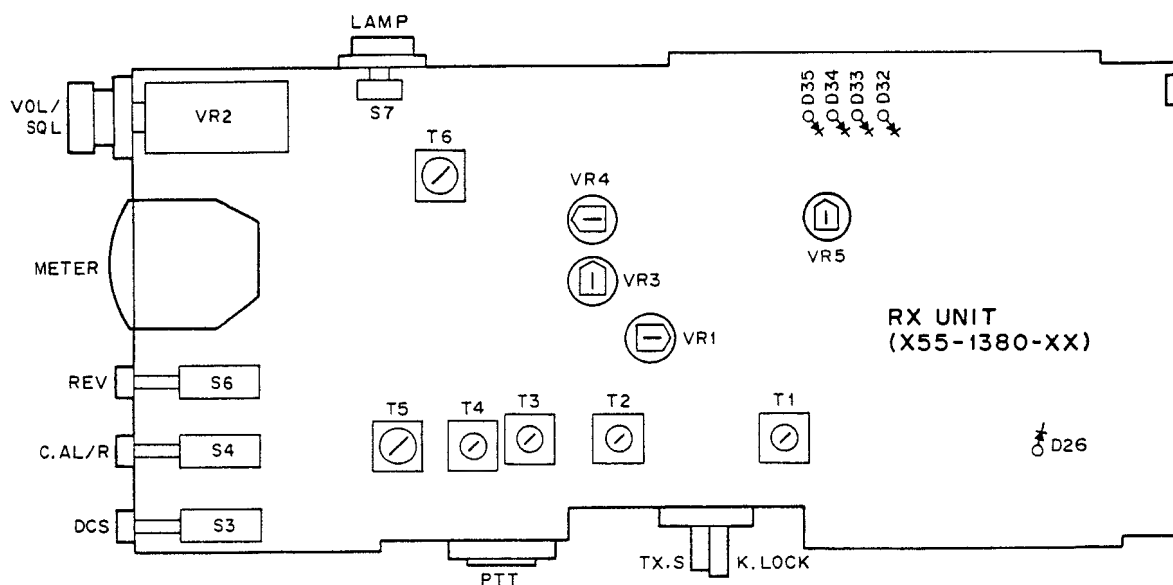 LAMP
VOL/
SQL
VR2
S7
D35
D34
D33
D32
T6
VR4
VR5
METER
VR3
RX UNIT
(X55-1380-XX)
VR1
REV
S6
T5
T4
T3
T2
T1
C.AL/R
S4
D26
DCS
S3
PTT
TX.S
K.LOCK